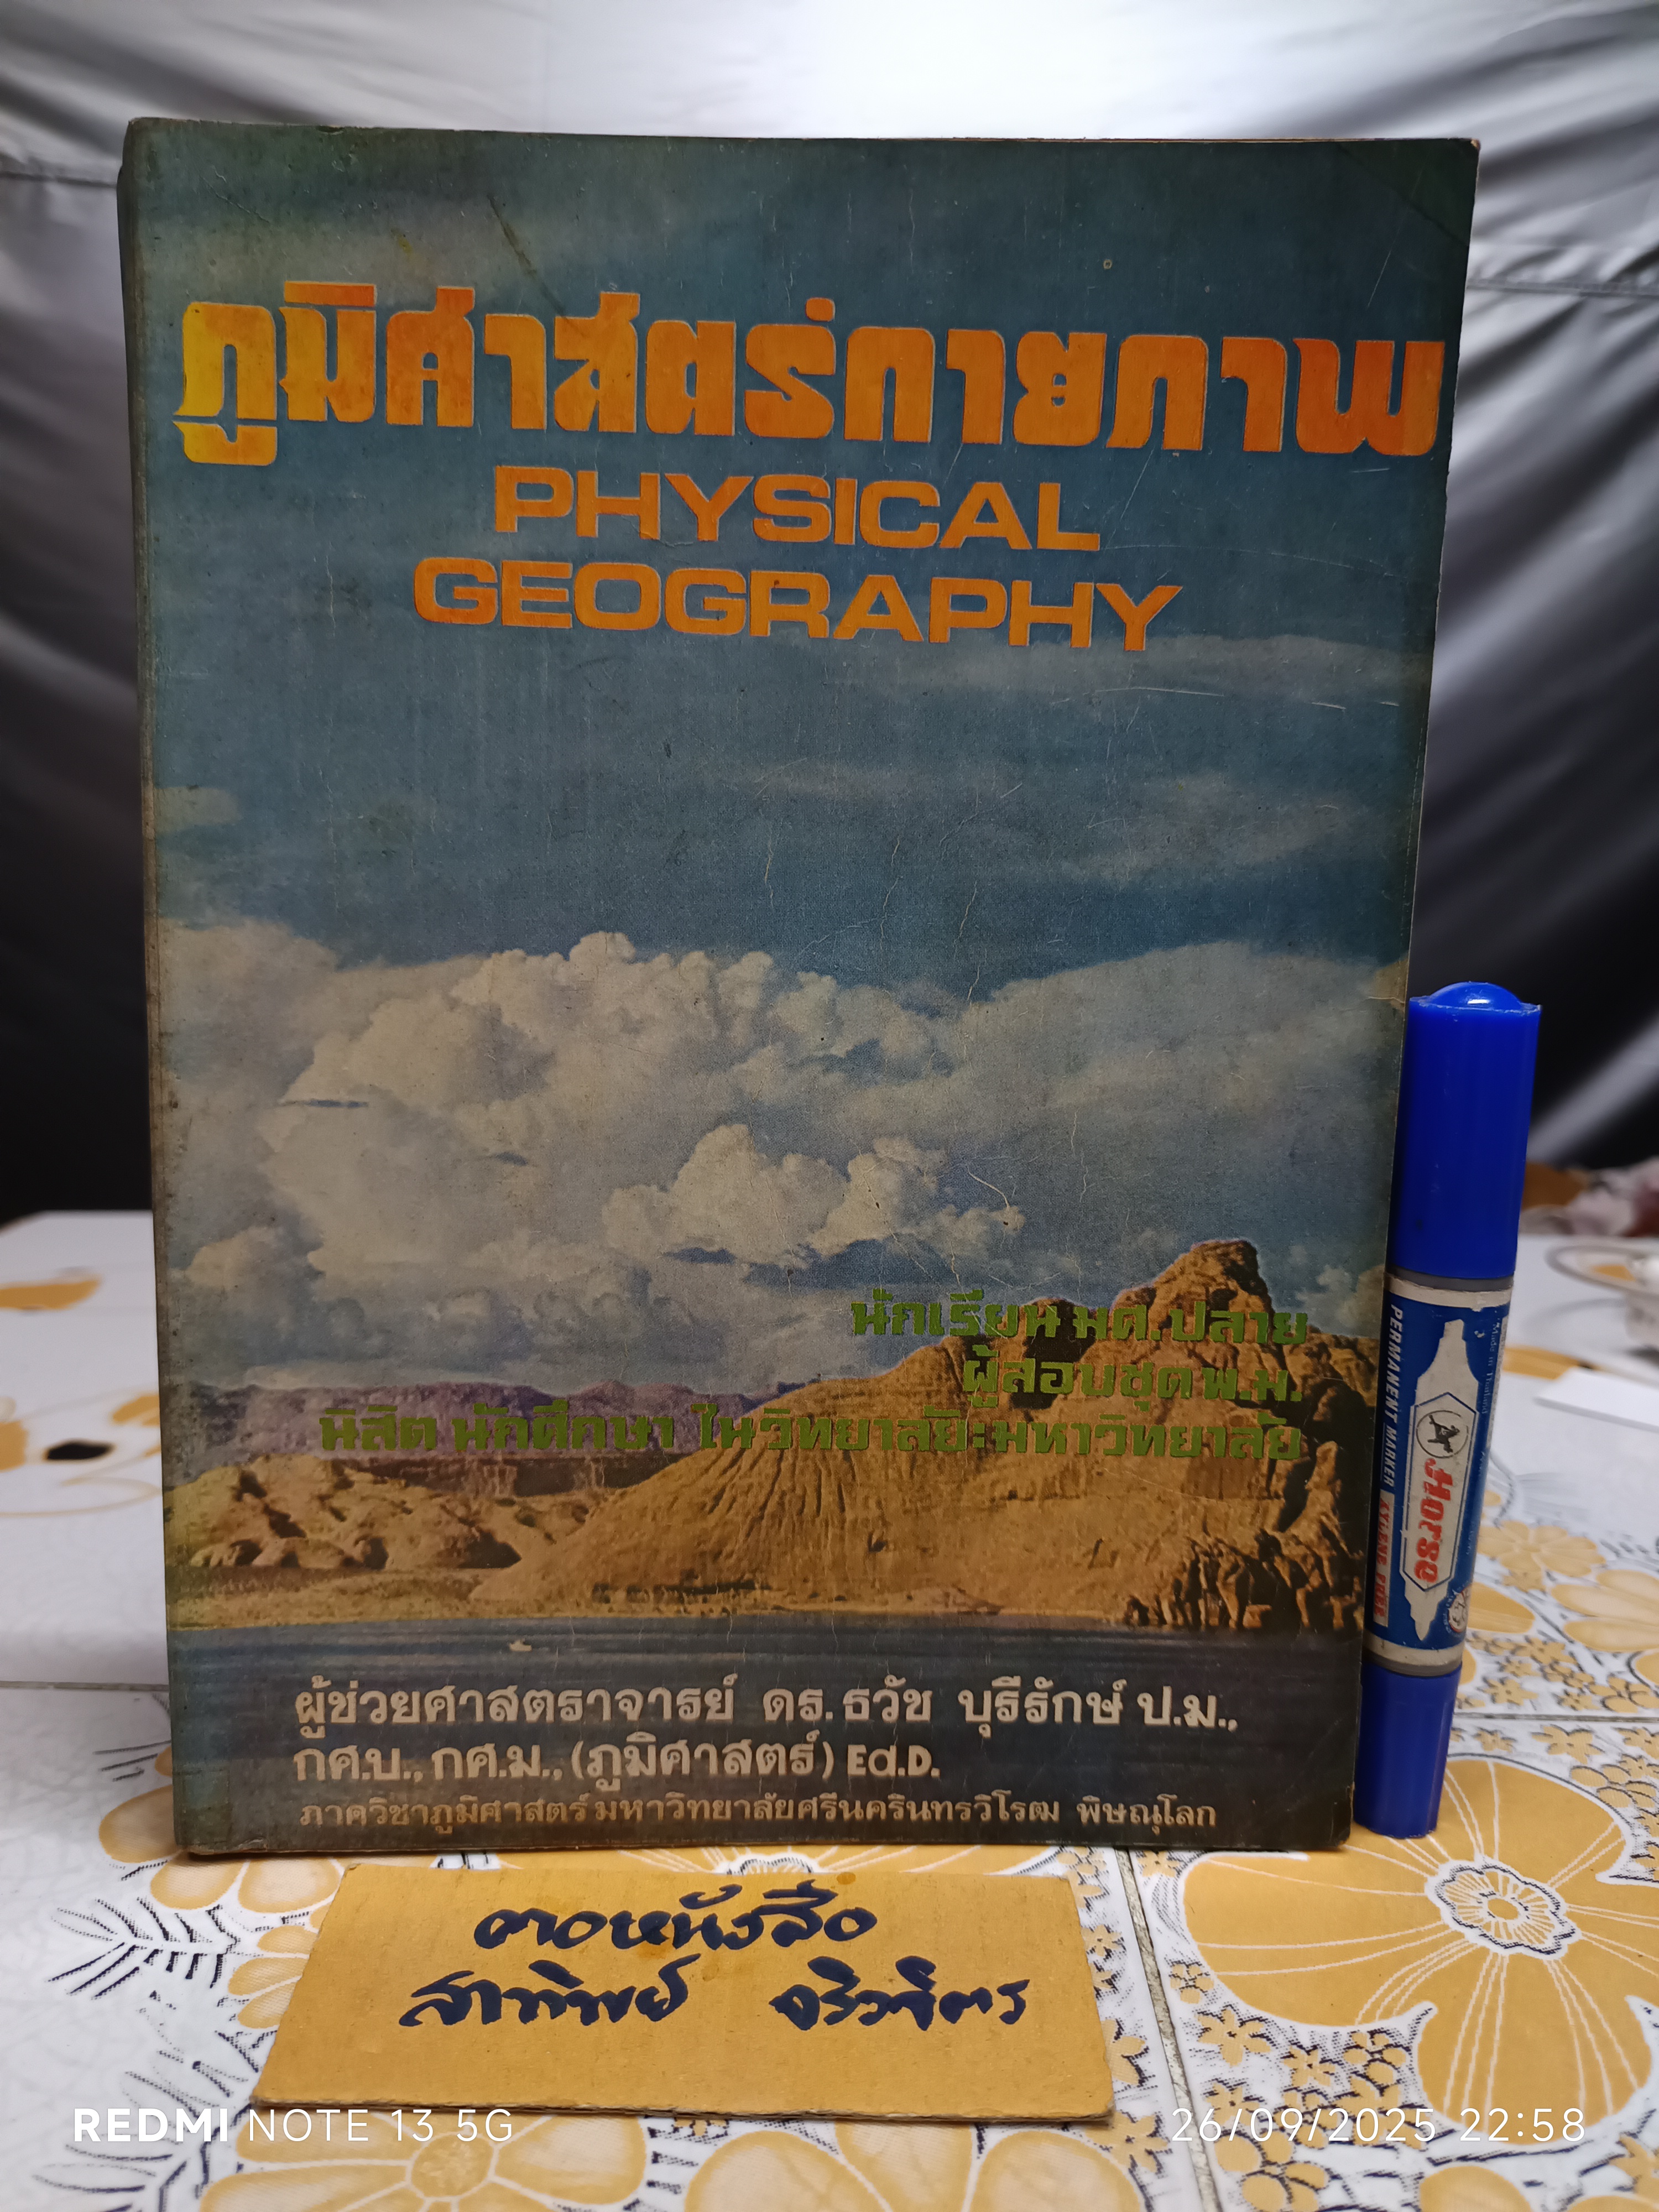 ภูมิศาสตร์กายภาพ
PHYSICAL
GEOGRAPHY
นักเรียน มศ.ปลาย
ผู้สอบชุด พ.ม.
นิสิต นักศึกษา ในวิทยาลัย:มหาวิทยาลัย
ผู้ช่วยศาสตราจารย์ ดร. ธวัช บุรีรักษ์ ป.ม.,
กศ.บ., กศ.ม., (ภูมิศาสตร์) Ed.D.
ภาควิชาภูมิศาสตร์ มหาวิทยาลัยศรีนครินทรวิโรฒ พิษณุโลก
PERMANENT MARKER
Horse
Made in Thailand
สาทิพย์
REDMI NOTE 13 5G
26/09/2025 22:58